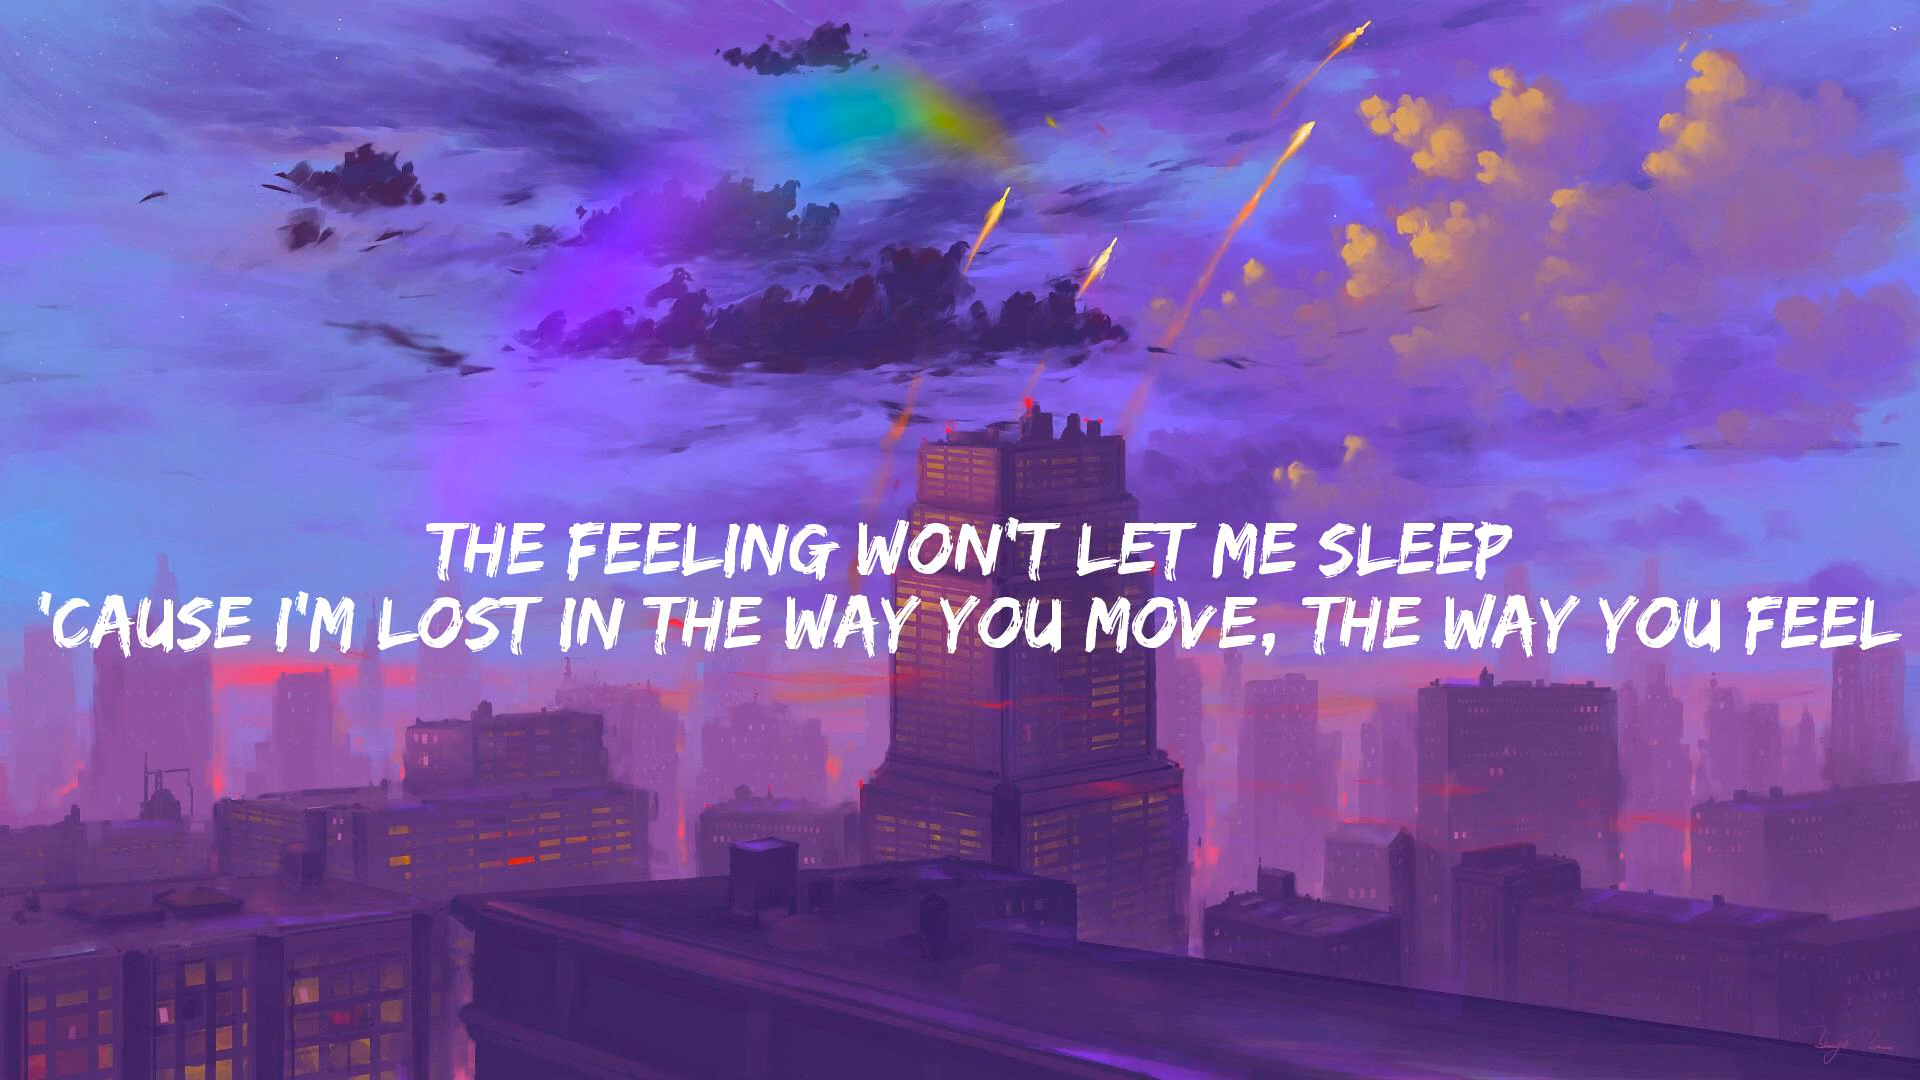 THE FEELING WON'T LET ME SLEEP
'CAUSE I'M LOST IN THE WAY YOU MOVE, THE WAY YOU FEEL